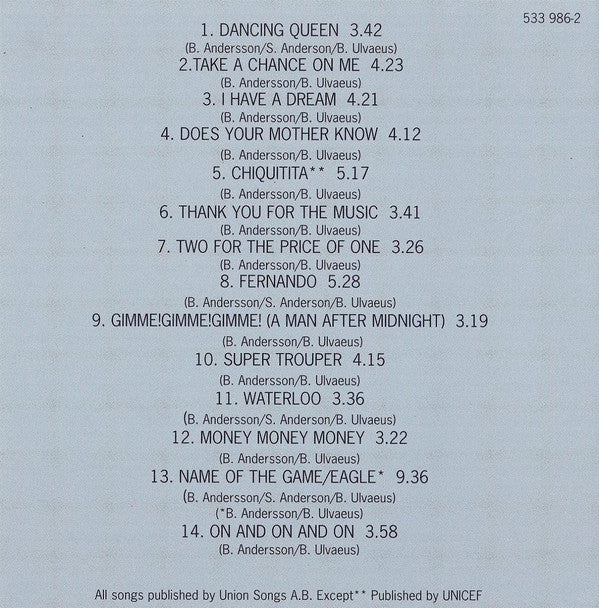 533 986-2
1. DANCING QUEEN 3.42
(B. Andersson/S. Anderson/B. Ulvaeus)
2.TAKE A CHANCE ON ME 4.23
(B. Andersson/B. Ulvaeus)
3. I HAVE A DREAM 4.21
(B. Andersson/B. Ulvaeus)
4. DOES YOUR MOTHER KNOW 4.12
(B. Andersson/B. Ulvaeus)
5. CHIQUITITA** 5.17
(B. Andersson/B. Ulvaeus)
6. THANK YOU FOR THE MUSIC 3.41
(B. Andersson/B. Ulvaeus)
7. TWO FOR THE PRICE OF ONE 3.26
(B. Andersson/B. Ulvaeus)
8. FERNANDO 5.28
(B. Andersson/S. Anderson/B. Ulvaeus)
9. GIMME!GIMME!GIMME! (A MAN AFTER MIDNIGHT) 3.19
(B. Andersson/B. Ulvaeus)
10. SUPER TROUPER 4.15
(B. Andersson/B. Ulvaeus)
11. WATERLOO 3.36
(B. Andersson/S. Anderson/B. Ulvaeus)
12. MONEY MONEY MONEY 3.22
(B. Andersson/B. Ulvaeus)
13. NAME OF THE GAME/EAGLE* 9.36
(B. Andersson/S. Anderson/B. Ulvaeus)
(*B. Andersson/B. Ulvaeus)
14. ON AND ON AND ON 3.58
(B. Andersson/B. Ulvaeus)
All songs published by Union Songs A.B. Except** Published by UNICEF